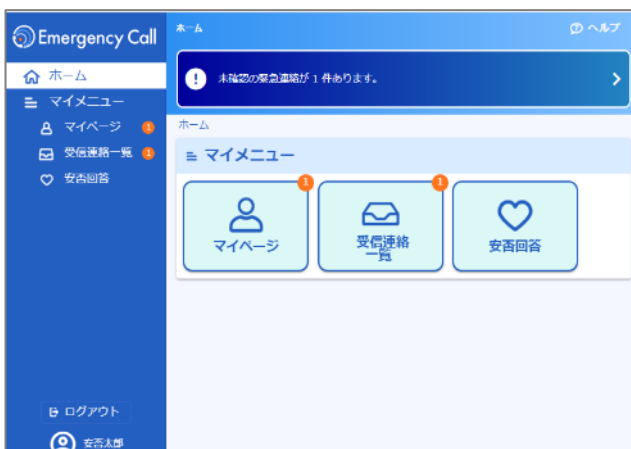 Emergency Call
ホーム
ヘルプ
ホーム
! 未確認の緊急連絡が 1 件あります。
マイメニュー
マイページ 1
受信連絡一覧 1
安否回答
ホーム
マイメニュー
1
マイページ
1
受信連絡
一覧
安否回答
ログアウト
安否太郎